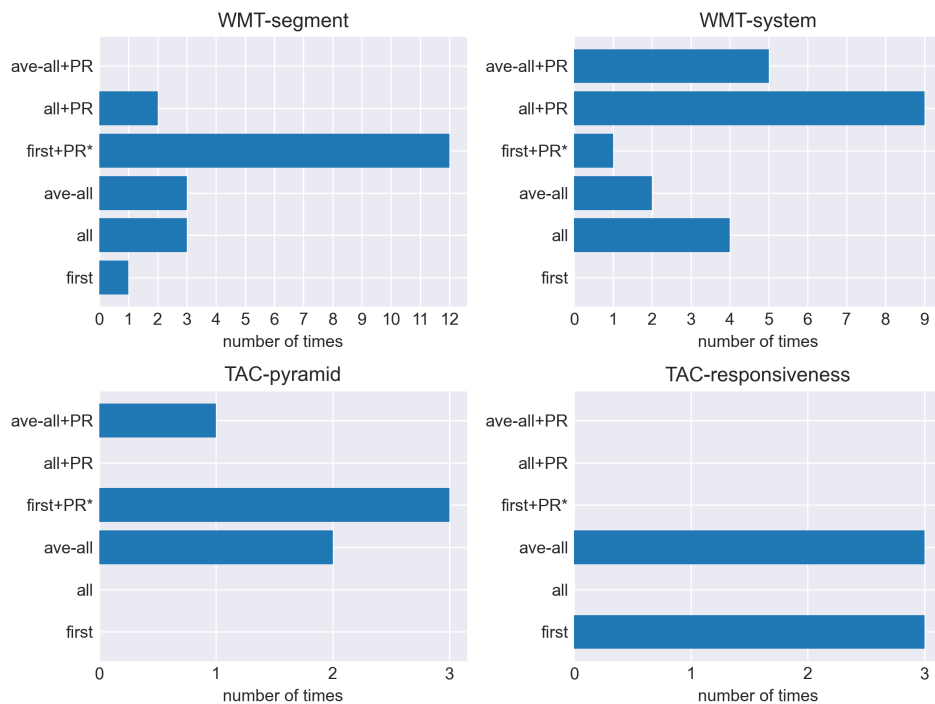 WMT-segment
ave-all+PR
all+PR
first+PR*
ave-all
all
first
0 1 2 3 4 5 6 7 8 9 10 11 12
number of times
WMT-system
ave-all+PR
all+PR
first+PR*
ave-all
all
first
0 1 2 3 4 5 6 7 8 9
number of times
TAC-pyramid
ave-all+PR
all+PR
first+PR*
ave-all
all
first
0 1 2 3
number of times
TAC-responsiveness
ave-all+PR
all+PR
first+PR*
ave-all
all
first
0 1 2 3
number of times